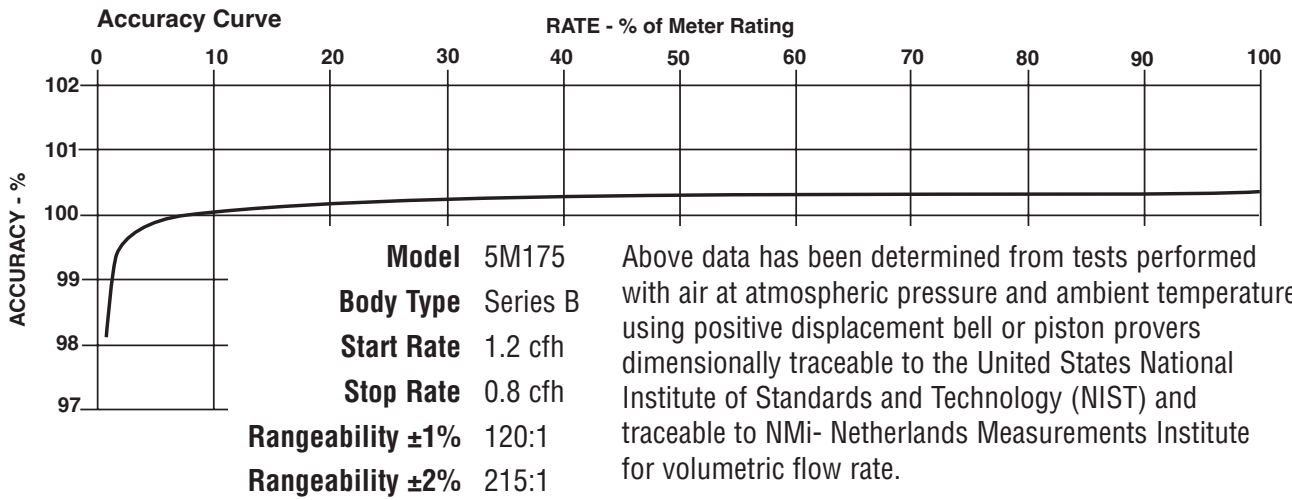 Accuracy Curve
RATE - % of Meter Rating
0 10 20 30 40 50 60 70 80 90 100
102
101
100
99
98
97
ACCURACY - %
Model 5M175
Body Type Series B
Start Rate 1.2 cfh
Stop Rate 0.8 cfh
Rangeability ±1% 120:1
Rangeability ±2% 215:1
Above data has been determined from tests performed
with air at atmospheric pressure and ambient temperature
using positive displacement bell or piston provers
dimensionally traceable to the United States National
Institute of Standards and Technology (NIST) and
traceable to NMi- Netherlands Measurements Institute
for volumetric flow rate.